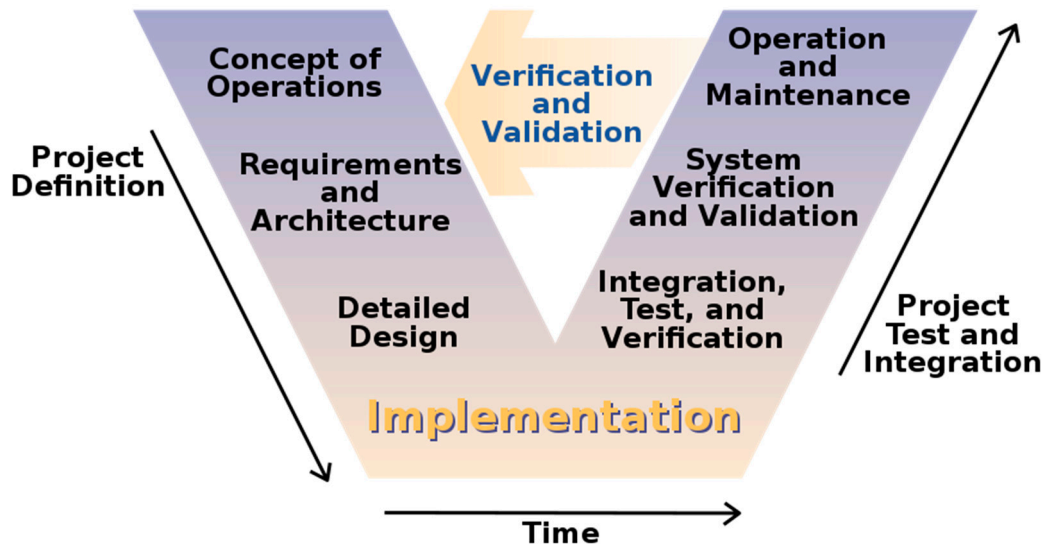 Concept of
Operations
Verification
and
Validation
Operation
and
Maintenance
Project
Definition
Requirements
and
Architecture
System
Verification
and Validation
Detailed
Design
Integration,
Test, and
Verification
Project
Test and
Integration
Implementation
Time